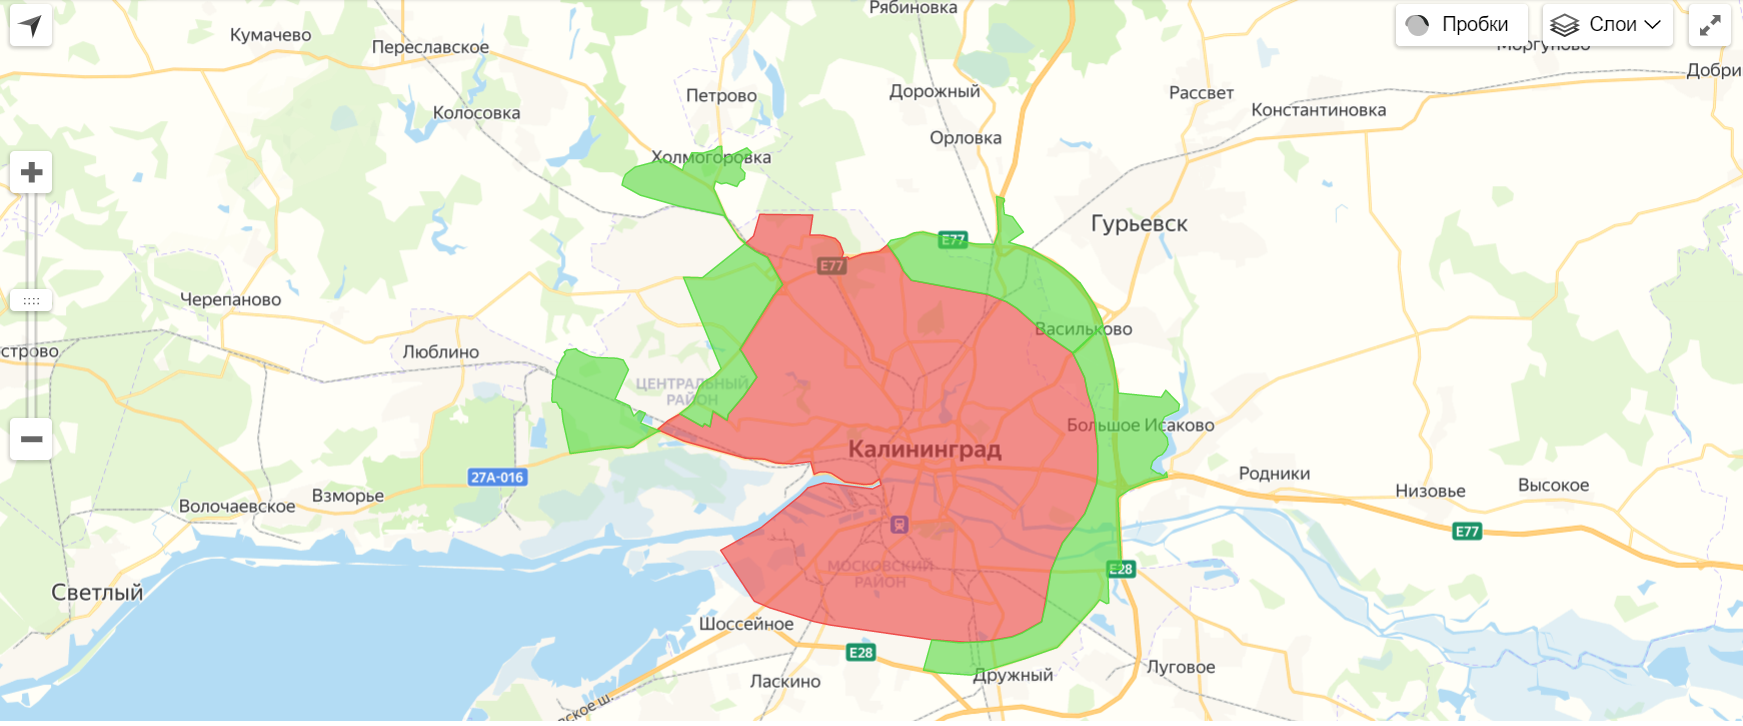 Рябиновка
Пробки
Слои
Кумачево
Переславское
Моргуново
Добри
Петрово
Дорожный
Рассвет
Колосовка
Константиновка
Орловка
Холмогоровка
Гурьевск
E77
E77
Черепаново
Васильково
строво
Люблино
ЦЕНТРАЛЬНЫЙ
РАЙОН
Большое Исаково
Калининград
27А-016
Родники
Низовье
Высокое
Взморье
Волочаевское
E77
МОСКОВСКИЙ
РАЙОН
E28
Светлый
Шоссейное
E28
Дружный
Луговое
Ласкино
ское ш.